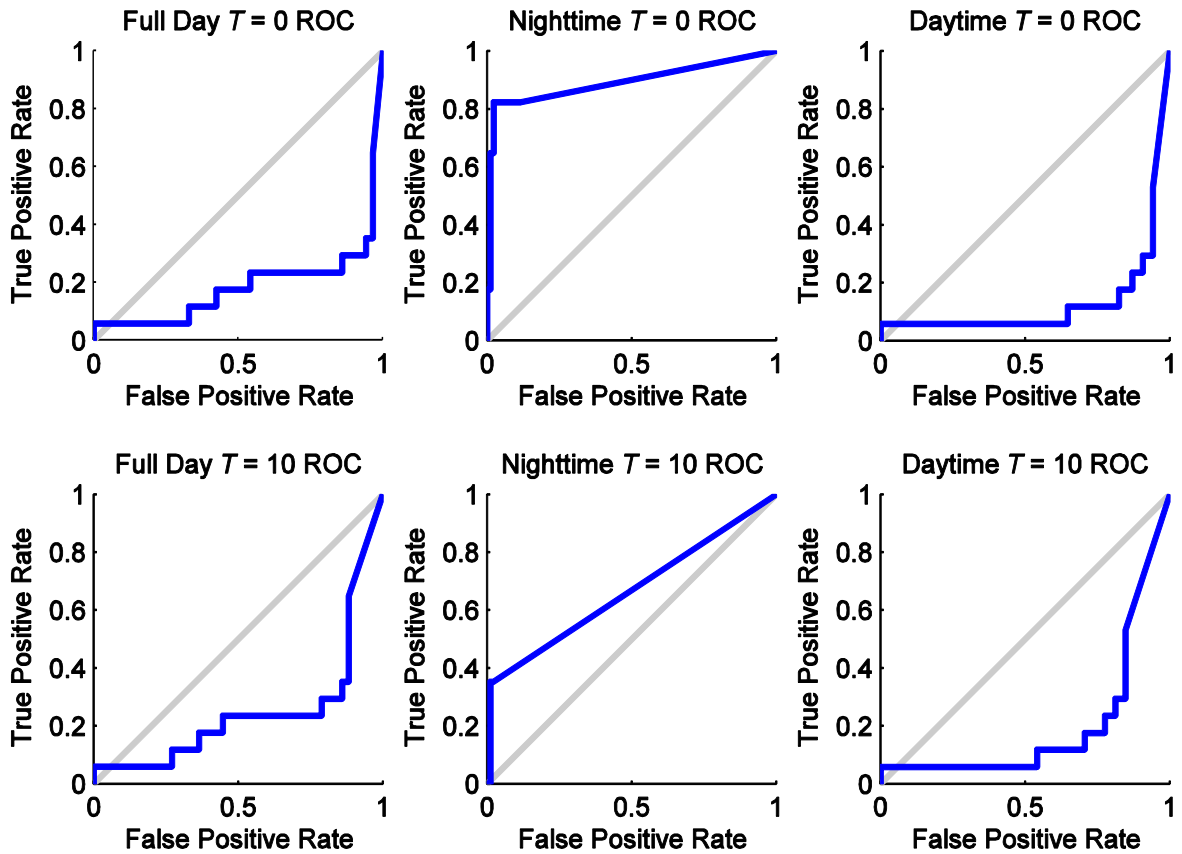 Full Day T = 0 ROC
1
0.8
0.6
0.4
0.2
0
True Positive Rate
0 0.5 1
False Positive Rate
Nighttime T = 0 ROC
1
0.8
0.6
0.4
0.2
0
True Positive Rate
0 0.5 1
False Positive Rate
Daytime T = 0 ROC
1
0.8
0.6
0.4
0.2
0
True Positive Rate
0 0.5 1
False Positive Rate
Full Day T = 10 ROC
1
0.8
0.6
0.4
0.2
0
True Positive Rate
0 0.5 1
False Positive Rate
Nighttime T = 10 ROC
1
0.8
0.6
0.4
0.2
0
True Positive Rate
0 0.5 1
False Positive Rate
Daytime T = 10 ROC
1
0.8
0.6
0.4
0.2
0
True Positive Rate
0 0.5 1
False Positive Rate